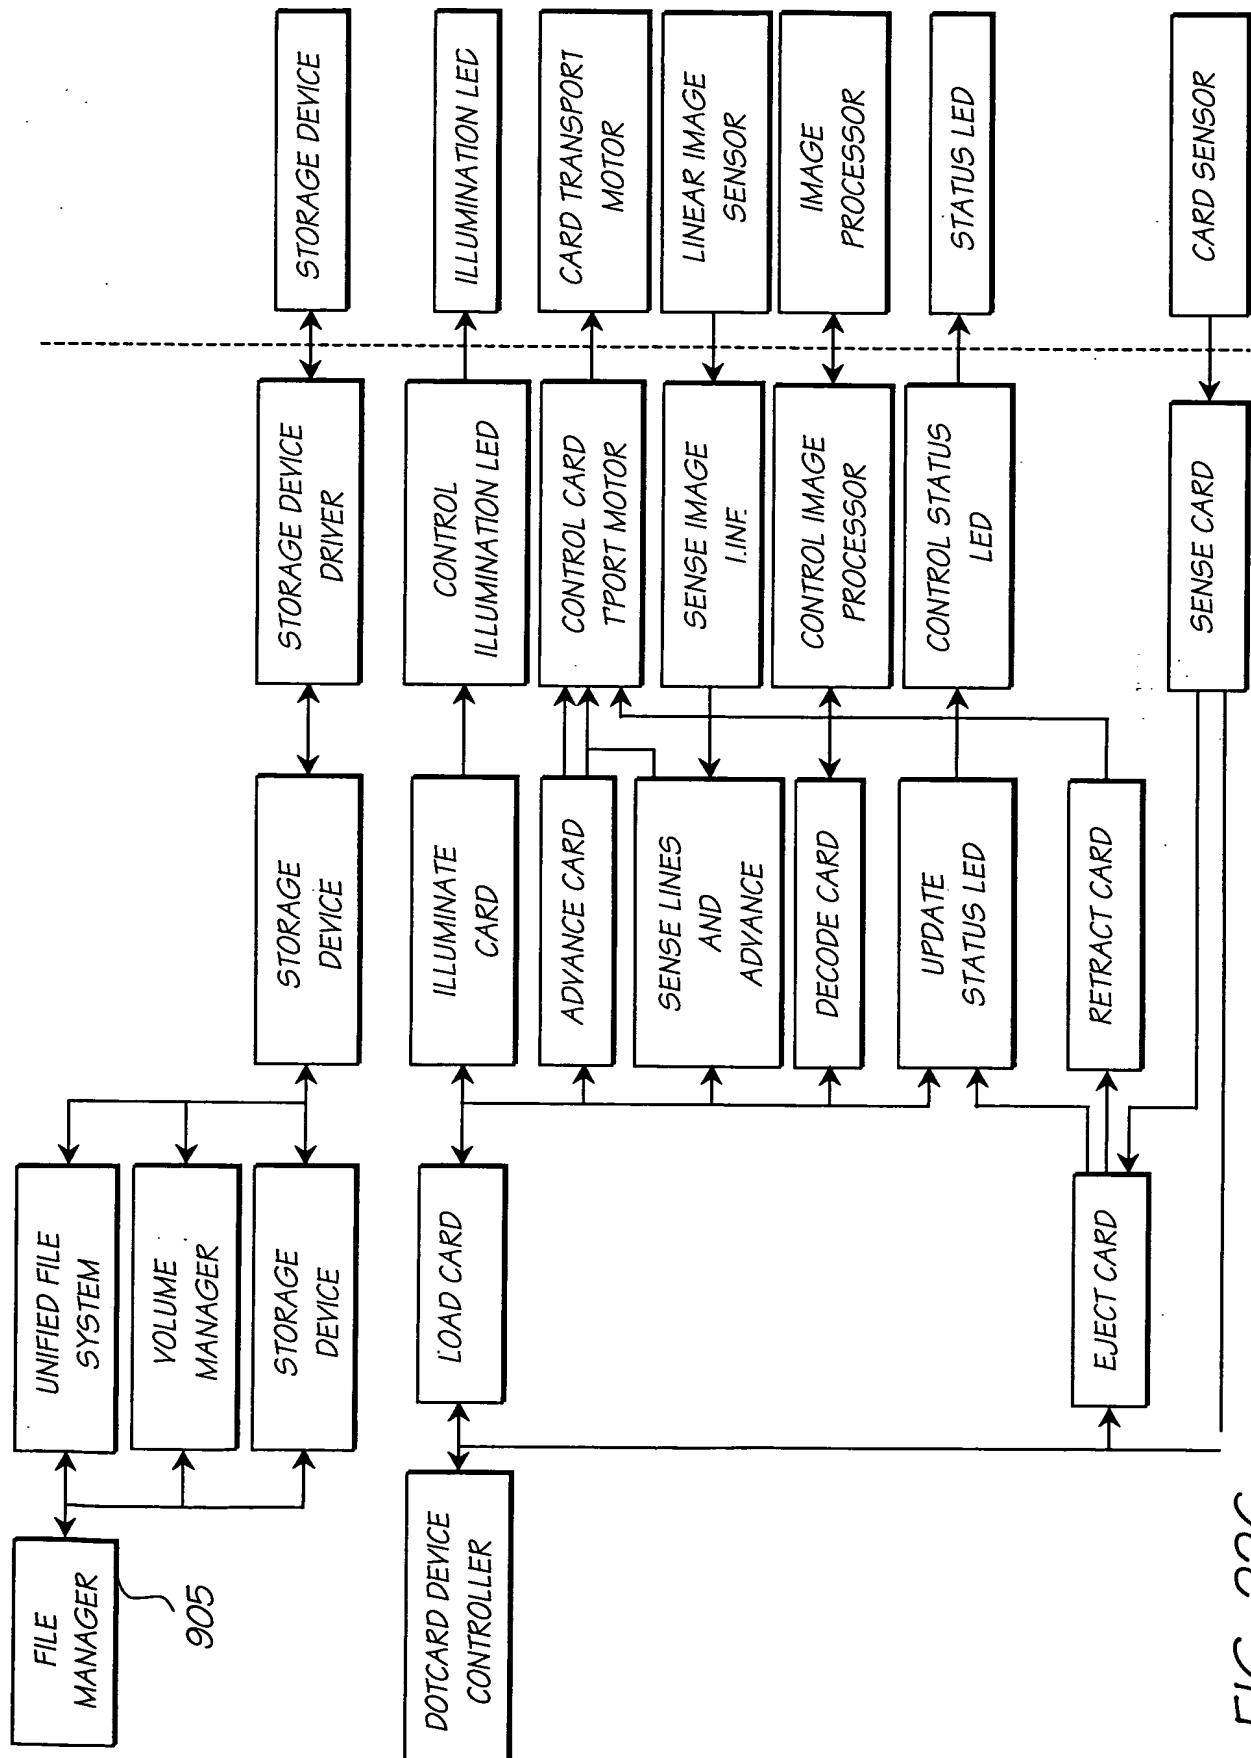 FILE
MANAGER
905
UNIFIED FILE
SYSTEM
VOLUME
MANAGER
STORAGE
DEVICE
STORAGE
DEVICE
STORAGE DEVICE
DRIVER
STORAGE DEVICE
DOTCARD DEVICE
CONTROLLER
LOAD CARD
ILLUMINATE
CARD
CONTROL
ILLUMINATION LED
ILLUMINATION LED
ADVANCE CARD
CONTROL CARD
TPORT MOTOR
CARD TRANSPORT
MOTOR
SENSE LINES
AND
ADVANCE
SENSE IMAGE
I.INF.
LINEAR IMAGE
SENSOR
DECODE CARD
CONTROL IMAGE
PROCESSOR
IMAGE
PROCESSOR
UPDATE
STATUS LED
CONTROL STATUS
LED
STATUS LED
EJECT CARD
RETRACT CARD
SENSE CARD
CARD SENSOR
FIG.